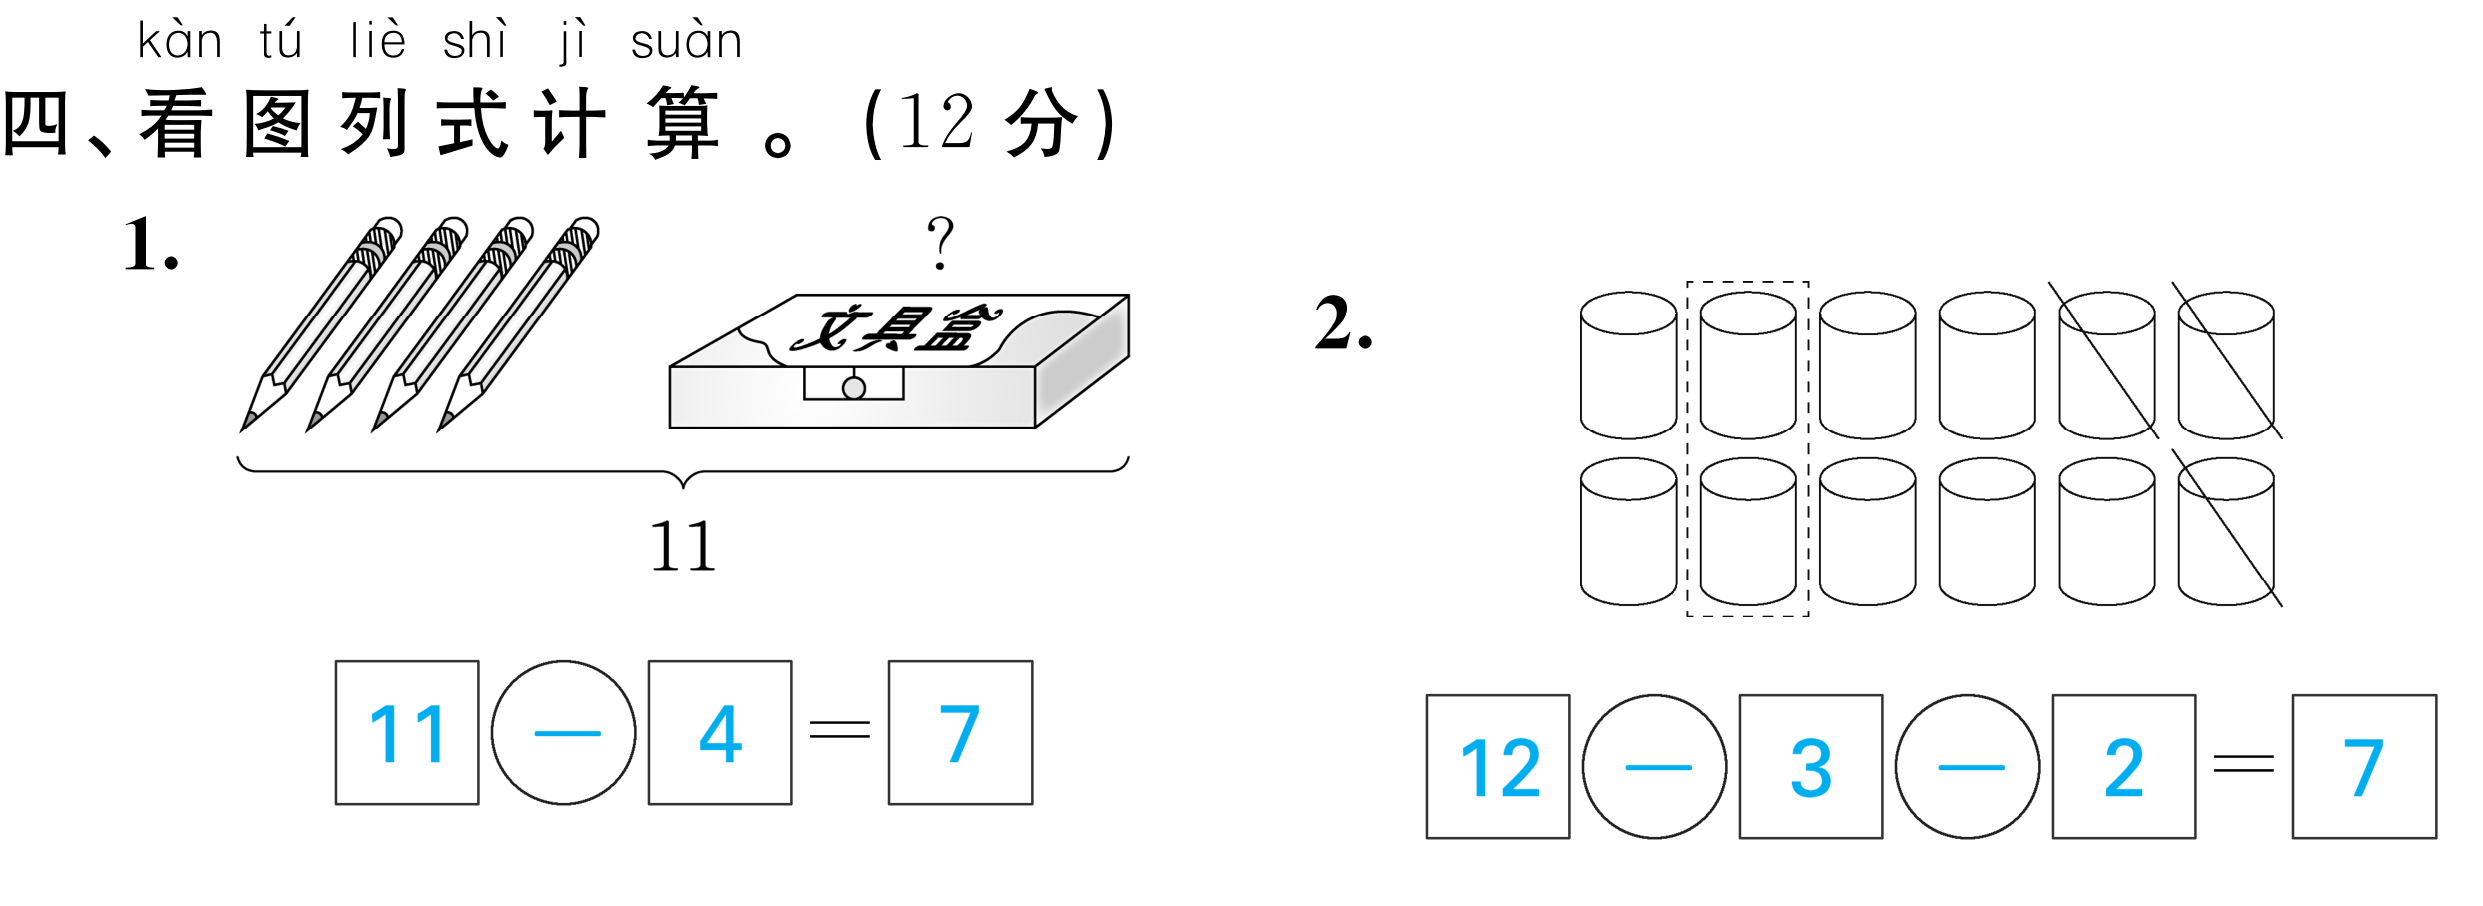 kàn tú liè shì jì suàn
四、看图列式计算。(12分)
1.
?
文具盒
11
11 — 4 = 7
2.
12 — 3 — 2 = 7